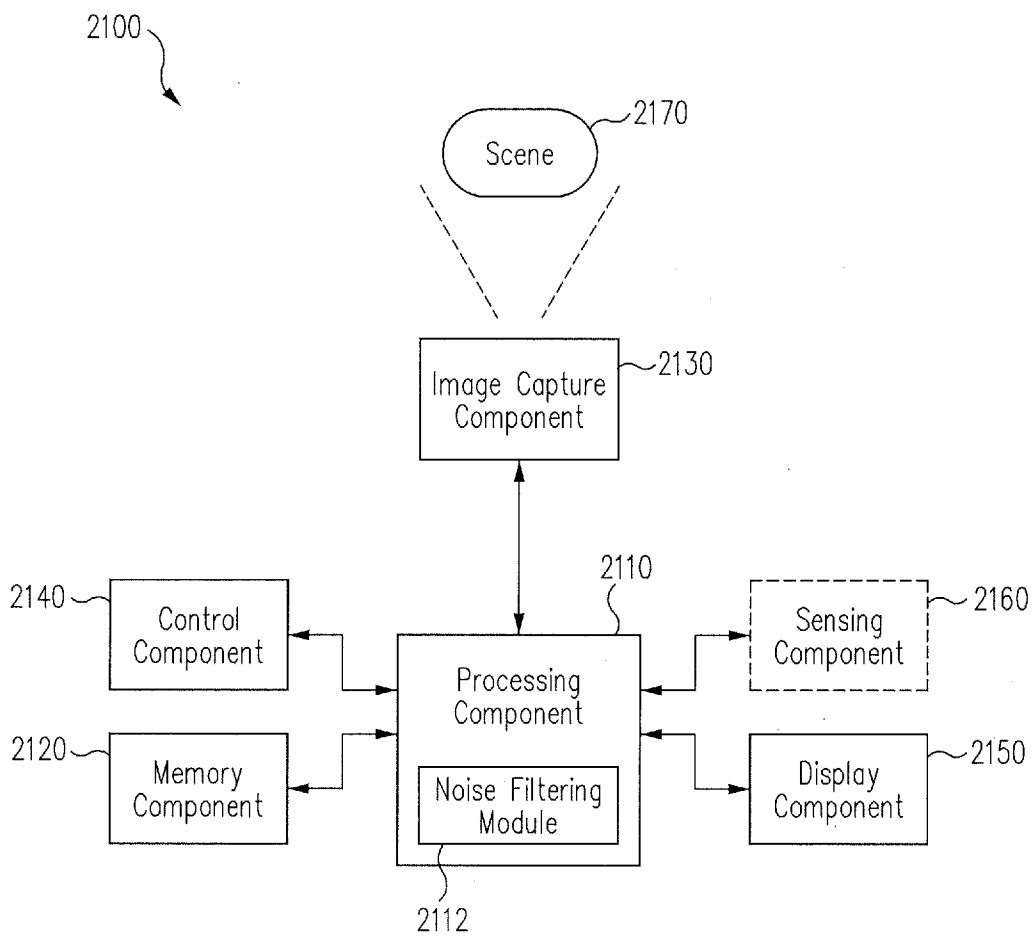 2100
2170
Scene
2130
Image Capture
Component
2110
2140
Control
Component
2160
Sensing
Component
Processing
Component
2120
Memory
Component
2150
Display
Component
Noise Filtering
Module
2112